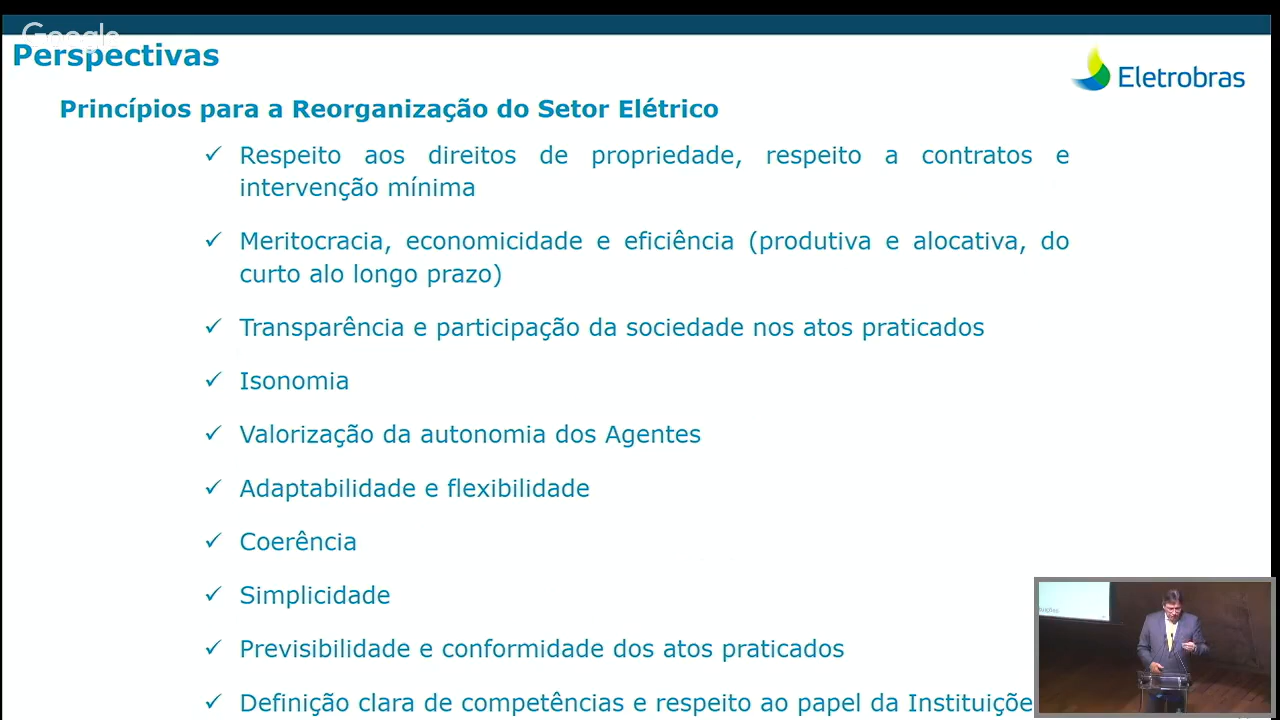 Google
Perspectivas
Eletrobras
Princípios para a Reorganização do Setor Elétrico
✓ Respeito aos direitos de propriedade, respeito a contratos e
intervenção mínima
✓ Meritocracia, economicidade e eficiência (produtiva e alocativa, do
curto alo longo prazo)
✓ Transparência e participação da sociedade nos atos praticados
✓ Isonomia
✓ Valorização da autonomia dos Agentes
✓ Adaptabilidade e flexibilidade
✓ Coerência
✓ Simplicidade
✓ Previsibilidade e conformidade dos atos praticados
✓ Definição clara de competências e respeito ao papel da Instituiçõe